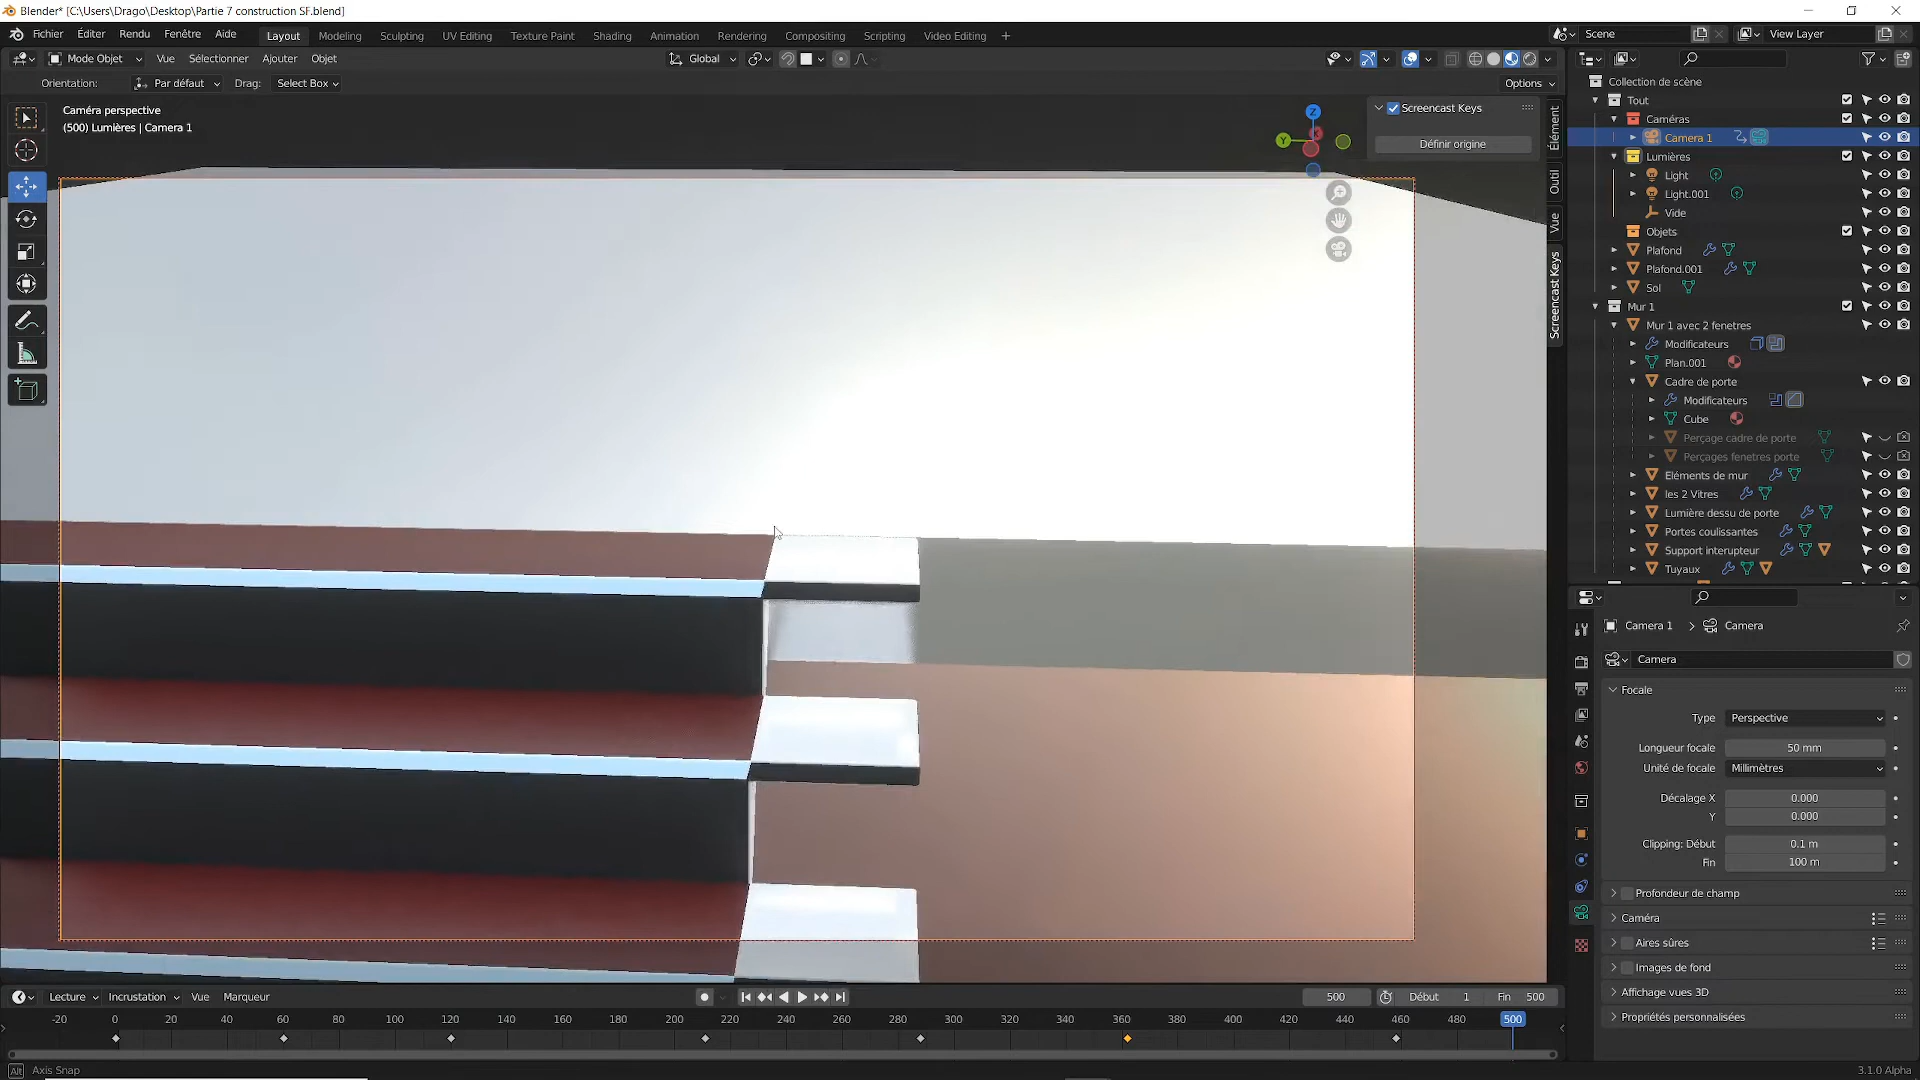 Blender* [C:\Users\Drago\Desktop\Partie 7 construction SF.blend]
Fichier Éditer Rendu Fenêtre Aide Layout Modeling Sculpting UV Editing Texture Paint Shading Animation Rendering Compositing Scripting Video Editing + Scene View Layer
Mode Objet Vue Sélectionner Ajouter Objet Global
Orientation: Par défaut Drag: Select Box Options
Caméra perspective
(500) Lumières | Camera 1
Z
Y
Screencast Keys
Définir origine
Élément
Outil
Vue
Screencast Keys
Collection de scène
Tout
Caméras
Camera 1
Lumières
Light
Light.001
Vide
Objets
Plafond
Plafond.001
Sol
Mur 1
Mur 1 avec 2 fenetres
Modificateurs
Plan.001
Cadre de porte
Modificateurs
Cube
Perçage cadre de porte
Perçages fenetres porte
Eléments de mur
les 2 Vitres
Lumière dessu de porte
Portes coulissantes
Support interupteur
Tuyaux
Camera 1 Camera
Camera
Focale
Type Perspective
Longueur focale 50 mm
Unité de focale Millimètres
Décalage X 0.000
Y 0.000
Clipping: Début 0.1 m
Fin 100 m
Profondeur de champ
Caméra
Aires sûres
Images de fond
Affichage vues 3D
Propriétés personnalisées
Lecture Incrustation Vue Marqueur 500 Début 1 Fin 500
-20 0 20 40 60 80 100 120 140 160 180 200 220 240 260 280 300 320 340 360 380 400 420 440 460 480 500
Alt Axis Snap 3.1.0 Alpha